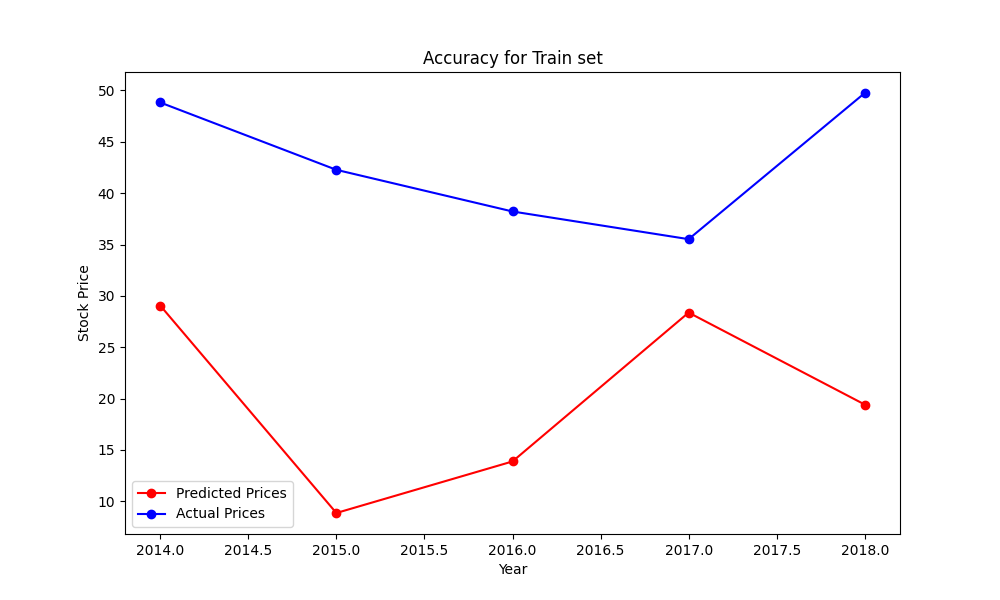 Accuracy for Train set
Stock Price
50
45
40
35
30
25
20
15
10
Predicted Prices
Actual Prices
2014.0 2014.5 2015.0 2015.5 2016.0 2016.5 2017.0 2017.5 2018.0
Year